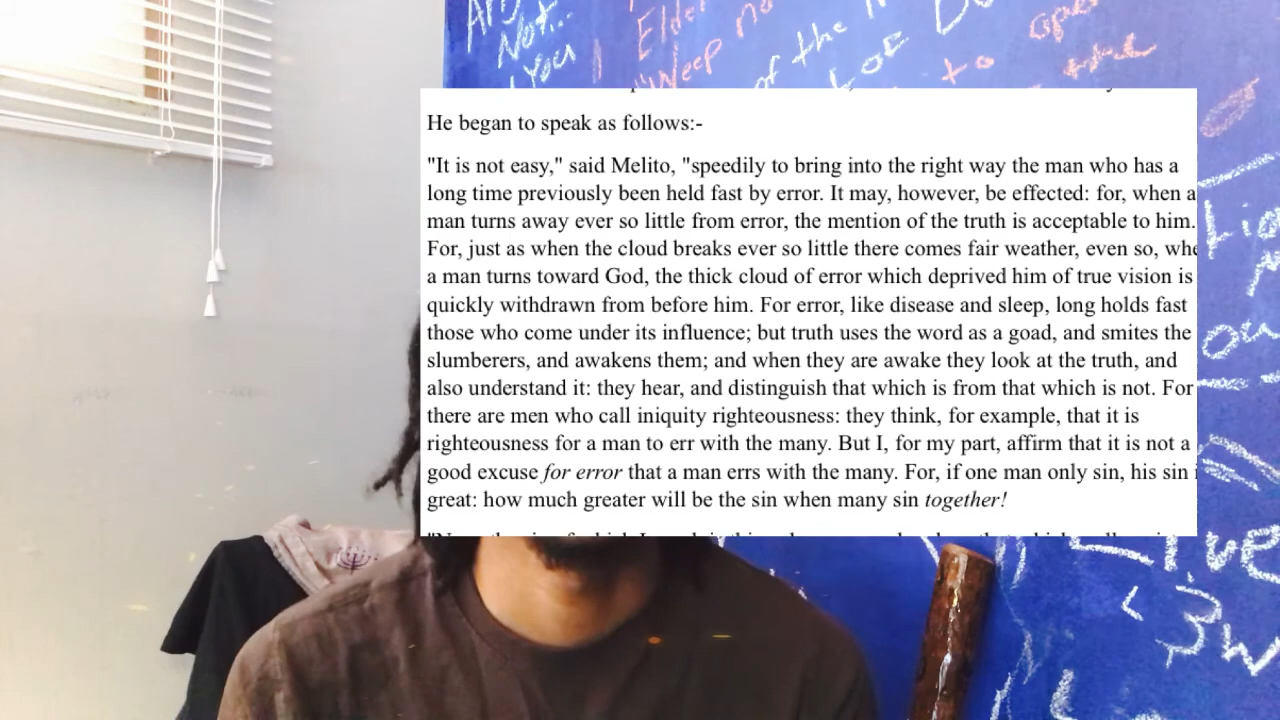 Not...
You
Elder
"Weep no
of the
to
He began to speak as follows:-
"It is not easy," said Melito, "speedily to bring into the right way the man who has a
long time previously been held fast by error. It may, however, be effected: for, when a
man turns away ever so little from error, the mention of the truth is acceptable to him.
For, just as when the cloud breaks ever so little there comes fair weather, even so, whe
a man turns toward God, the thick cloud of error which deprived him of true vision is
quickly withdrawn from before him. For error, like disease and sleep, long holds fast
those who come under its influence; but truth uses the word as a goad, and smites the
slumberers, and awakens them; and when they are awake they look at the truth, and
also understand it: they hear, and distinguish that which is from that which is not. For
there are men who call iniquity righteousness: they think, for example, that it is
righteousness for a man to err with the many. But I, for my part, affirm that it is not a
good excuse for error that a man errs with the many. For, if one man only sin, his sin i
great: how much greater will be the sin when many sin together!